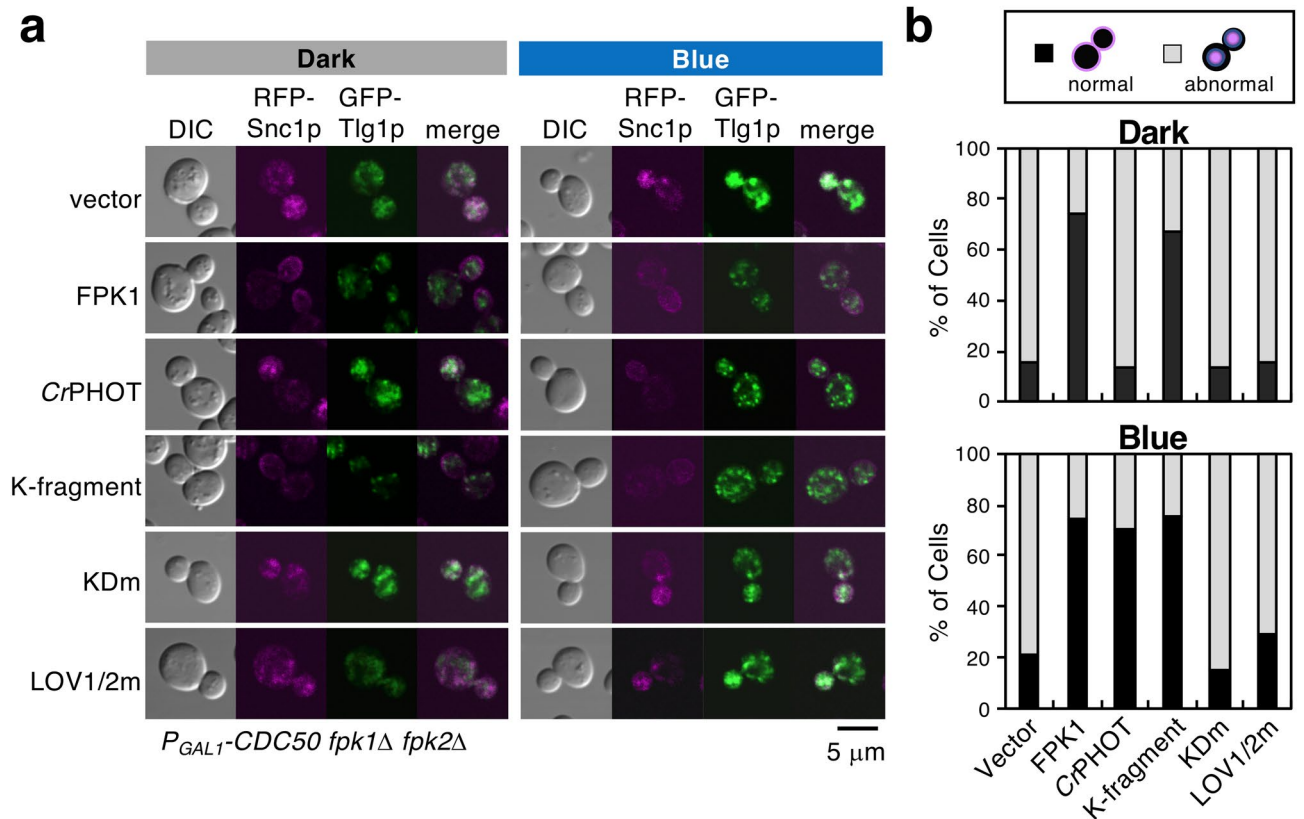 a
Dark
Blue
DIC
RFP-
Snc1p
GFP-
Tlg1p
merge
DIC
RFP-
Snc1p
GFP-
Tlg1p
merge
vector
FPK1
CrPHOT
K-fragment
KDm
LOV1/2m
PGAL1-CDC50 fpk1Δ fpk2Δ
5 μm
b
normal
abnormal
Dark
% of Cells
100
80
60
40
20
0
Blue
% of Cells
100
80
60
40
20
0
Vector
FPK1
CrPHOT
K-fragment
KDm
LOV1/2m